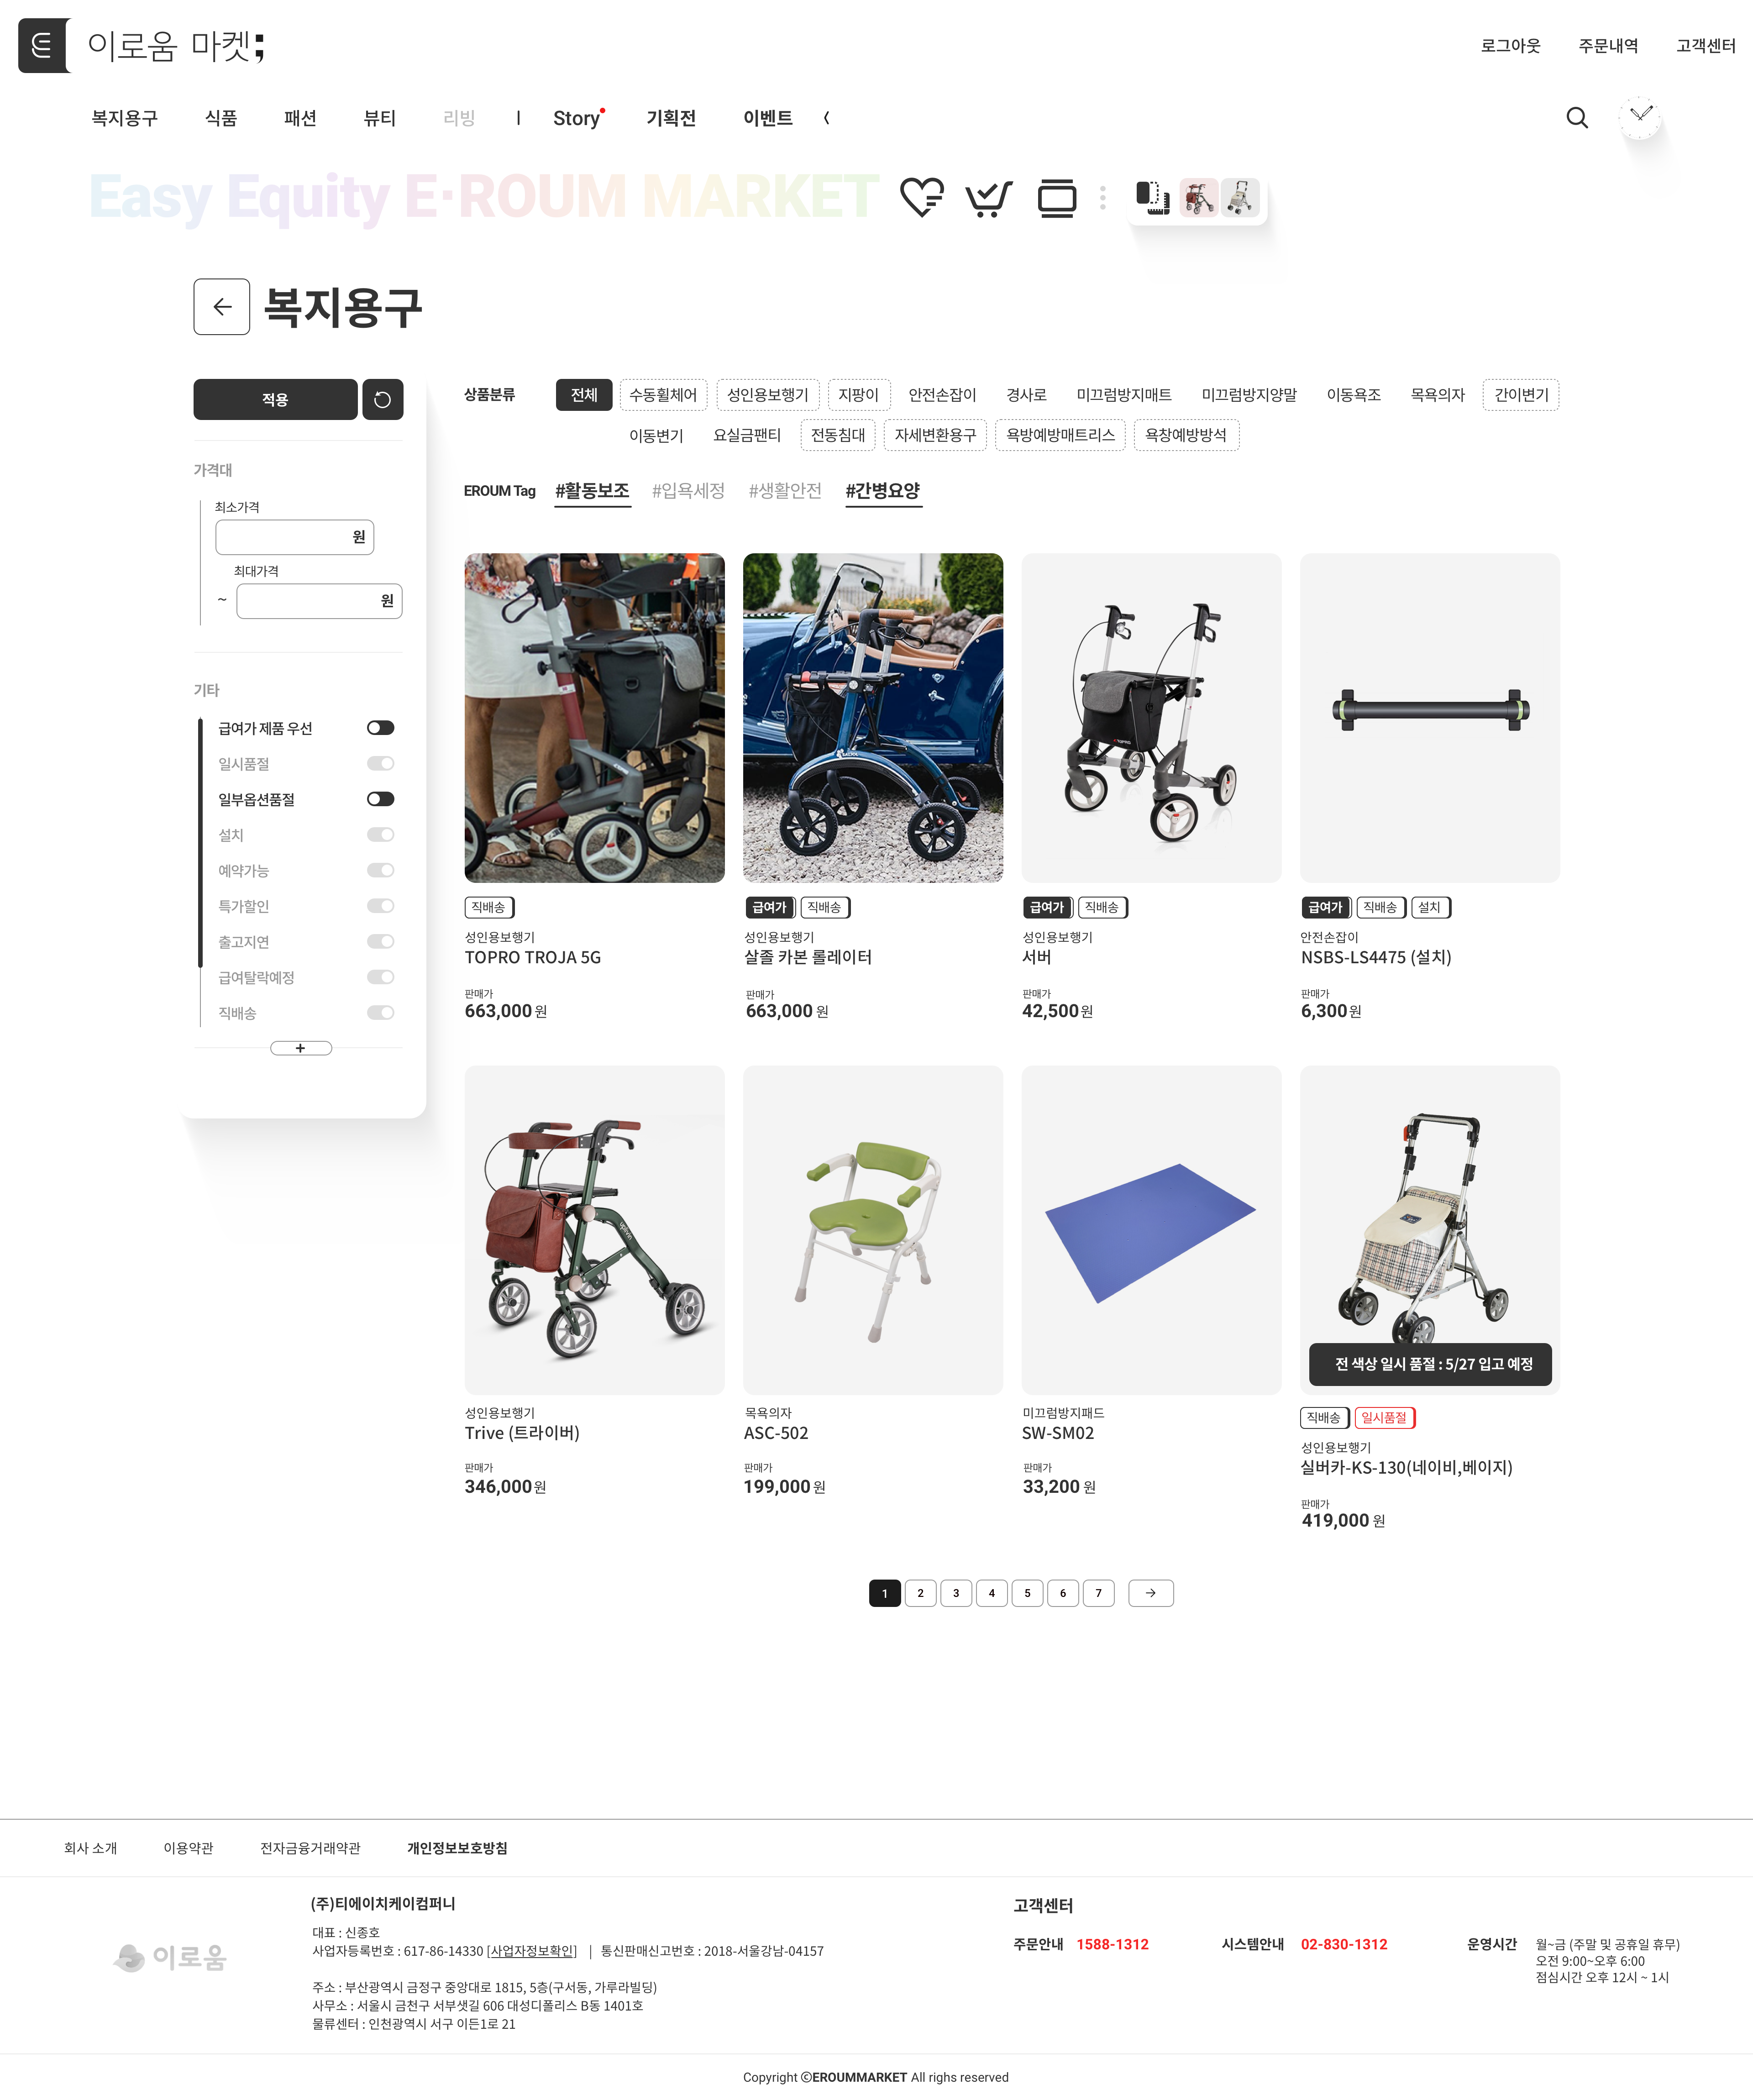 이로움 마켓;
로그아웃 주문내역 고객센터
복지용구 식품 패션 뷰티 리빙 Story 기획전 이벤트
Easy Equity E·ROUM MARKET
복지용구
적용
가격대
최소가격
원
최대가격
~ 원
기타
급여가 제품 우선
일시품절
일부옵션품절
설치
예약가능
특가할인
출고지연
급여탈락예정
직배송
+
상품분류 전체 수동휠체어 성인용보행기 지팡이 안전손잡이 경사로 미끄럼방지매트 미끄럼방지양말 이동욕조 목욕의자 간이변기
이동변기 요실금팬티 전동침대 자세변환용구 욕방예방매트리스 욕창예방방석
EROUM Tag #활동보조 #입욕세정 #생활안전 #간병요양
직배송
성인용보행기
TOPRO TROJA 5G
판매가
663,000 원
급여가 직배송
성인용보행기
살졸 카본 롤레이터
판매가
663,000 원
급여가 직배송
성인용보행기
서버
판매가
42,500 원
급여가 직배송 설치
안전손잡이
NSBS-LS4475 (설치)
판매가
6,300 원
성인용보행기
Trive (트라이버)
판매가
346,000 원
목욕의자
ASC-502
판매가
199,000 원
미끄럼방지패드
SW-SM02
판매가
33,200 원
전 색상 일시 품절 : 5/27 입고 예정
직배송 일시품절
성인용보행기
실버카-KS-130(네이비,베이지)
판매가
419,000 원
1 2 3 4 5 6 7 →
회사 소개 이용약관 전자금융거래약관 개인정보보호방침
이로움
(주)티에이치케이컴퍼니
대표 : 신종호
사업자등록번호 : 617-86-14330 [사업자정보확인] | 통신판매신고번호 : 2018-서울강남-04157
주소 : 부산광역시 금정구 중앙대로 1815, 5층(구서동, 가루라빌딩)
사무소 : 서울시 금천구 서부샛길 606 대성디폴리스 B동 1401호
물류센터 : 인천광역시 서구 이든1로 21
고객센터
주문안내 1588-1312 시스템안내 02-830-1312 운영시간 월~금 (주말 및 공휴일 휴무)
오전 9:00~오후 6:00
점심시간 오후 12시 ~ 1시
Copyright ⓒEROUMMARKET All righs reserved